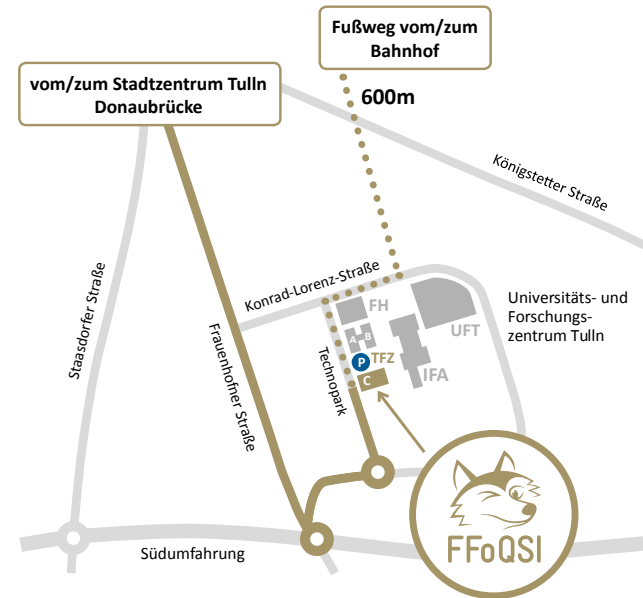 Fußweg vom/zum
Bahnhof
vom/zum Stadtzentrum Tulln
Donaubrücke
600m
Königstetter Straße
Konrad-Lorenz-Straße
Staasdorfer Straße
Frauenhofner Straße
Technopark
FH
A
B
P
TFZ
C
IFA
UFT
Universitäts- und
Forschungs-
zentrum Tulln
FFoQSI
Südumfahrung